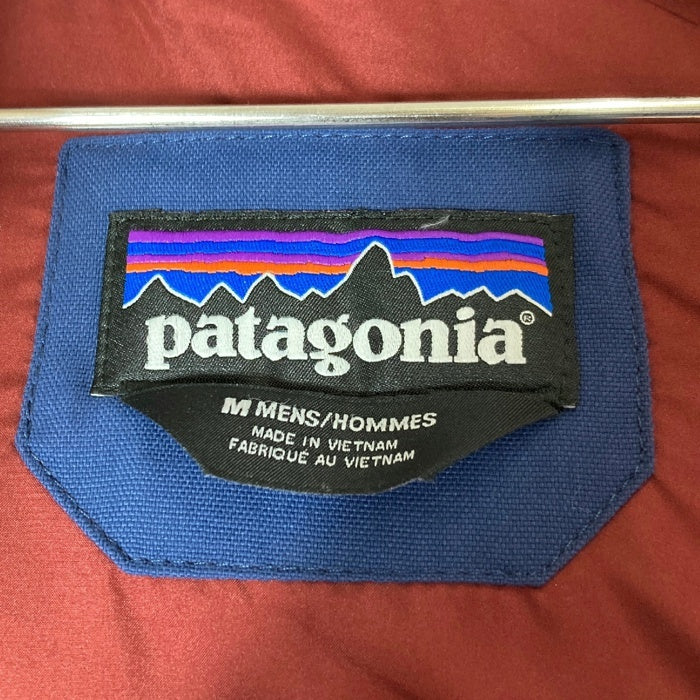 patagonia®
M MENS/HOMMES
MADE IN VIETNAM
FABRIQUÉ AU VIETNAM